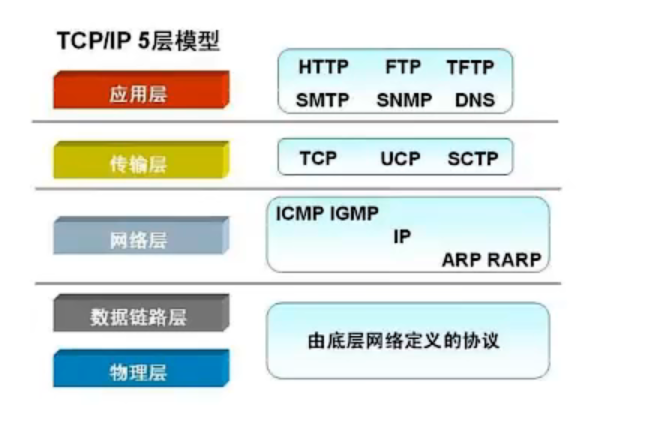 TCP/IP 5层模型
应用层
HTTP FTP TFTP
SMTP SNMP DNS
传输层
TCP UCP SCTP
网络层
ICMP IGMP
IP
ARP RARP
数据链路层
物理层
由底层网络定义的协议